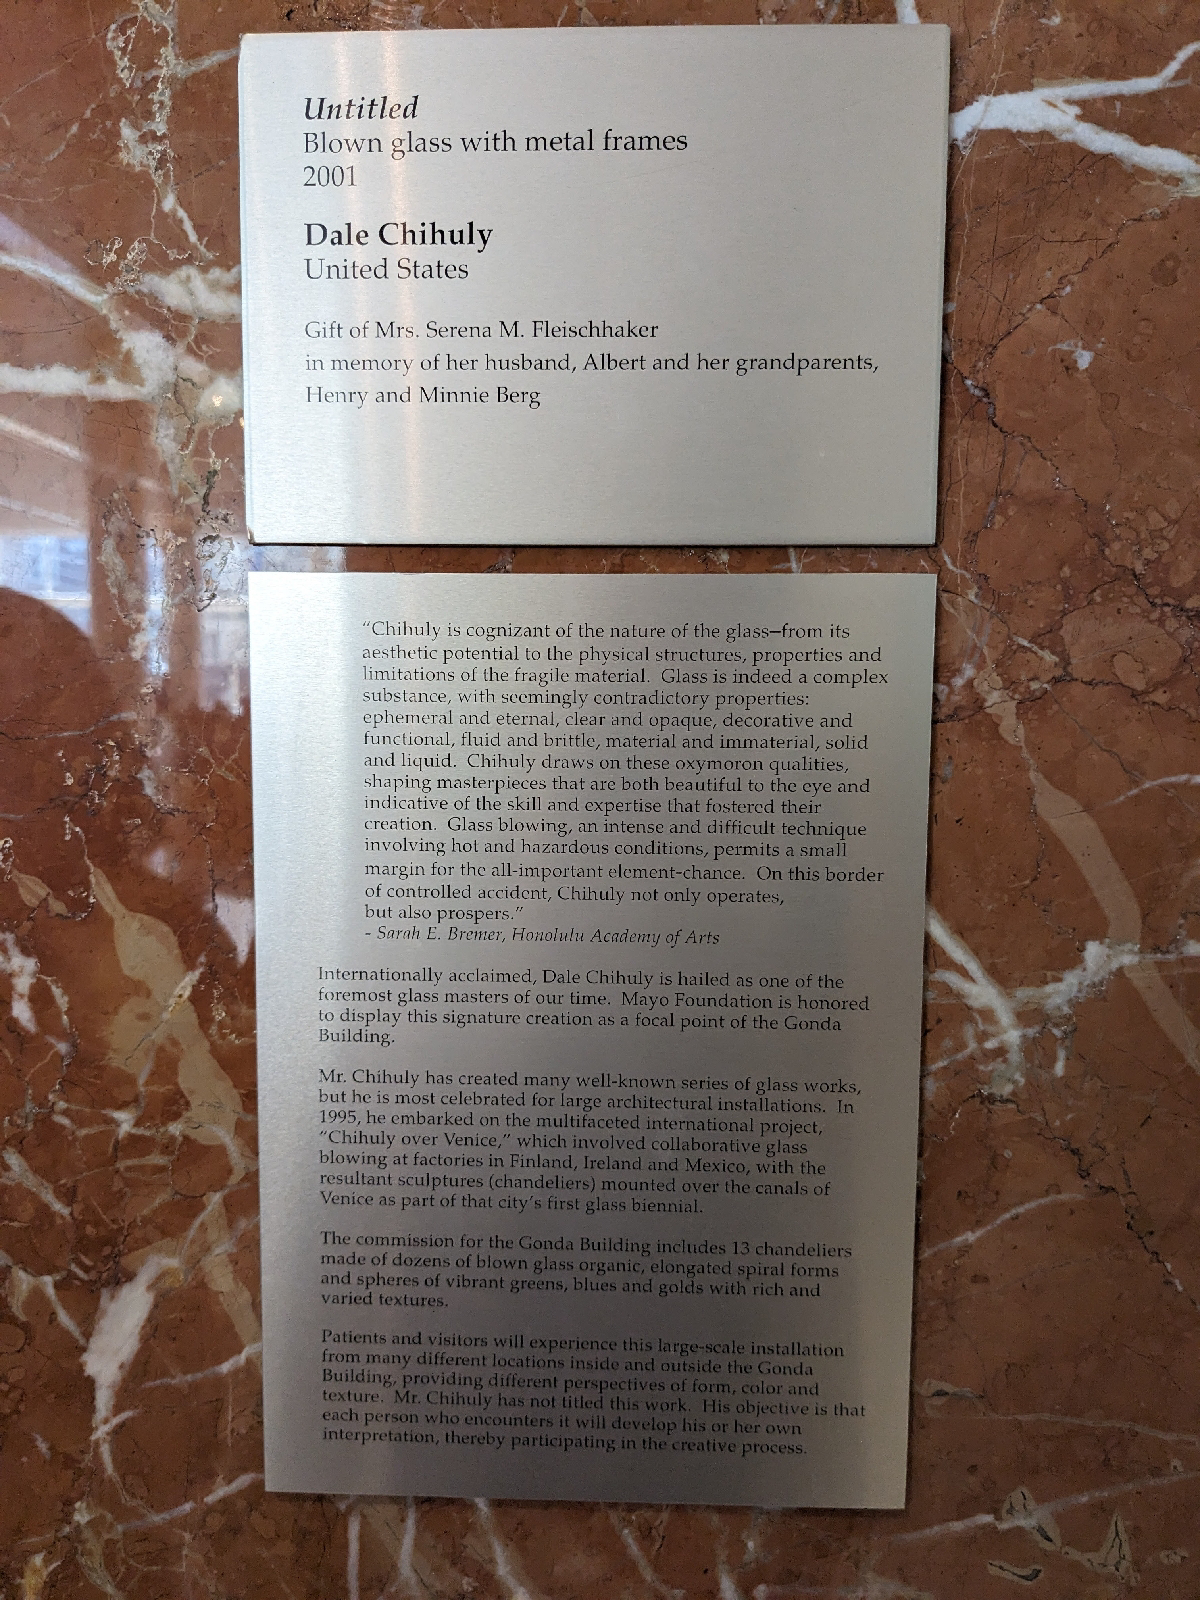 Untitled
Blown glass with metal frames
2001
Dale Chihuly
United States
Gift of Mrs. Serena M. Fleischhaker
in memory of her husband, Albert and her grandparents,
Henry and Minnie Berg
“Chihuly is cognizant of the nature of the glass–from its
aesthetic potential to the physical structures, properties and
limitations of the fragile material.  Glass is indeed a complex
substance, with seemingly contradictory properties:
ephemeral and eternal, clear and opaque, decorative and
functional, fluid and brittle, material and immaterial, solid
and liquid.  Chihuly draws on these oxymoron qualities,
shaping masterpieces that are both beautiful to the eye and
indicative of the skill and expertise that fostered their
creation.  Glass blowing, an intense and difficult technique
involving hot and hazardous conditions, permits a small
margin for the all-important element-chance.  On this border
of controlled accident, Chihuly not only operates,
but also prospers.”
- Sarah E. Bremer, Honolulu Academy of Arts
Internationally acclaimed, Dale Chihuly is hailed as one of the
foremost glass masters of our time.  Mayo Foundation is honored
to display this signature creation as a focal point of the Gonda
Building.
Mr. Chihuly has created many well-known series of glass works,
but he is most celebrated for large architectural installations.  In
1995, he embarked on the multifaceted international project,
“Chihuly over Venice,” which involved collaborative glass
blowing at factories in Finland, Ireland and Mexico, with the
resultant sculptures (chandeliers) mounted over the canals of
Venice as part of that city’s first glass biennial.
The commission for the Gonda Building includes 13 chandeliers
made of dozens of blown glass organic, elongated spiral forms
and spheres of vibrant greens, blues and golds with rich and
varied textures.
Patients and visitors will experience this large-scale installation
from many different locations inside and outside the Gonda
Building, providing different perspectives of form, color and
texture.  Mr. Chihuly has not titled this work.  His objective is that
each person who encounters it will develop his or her own
interpretation, thereby participating in the creative process.